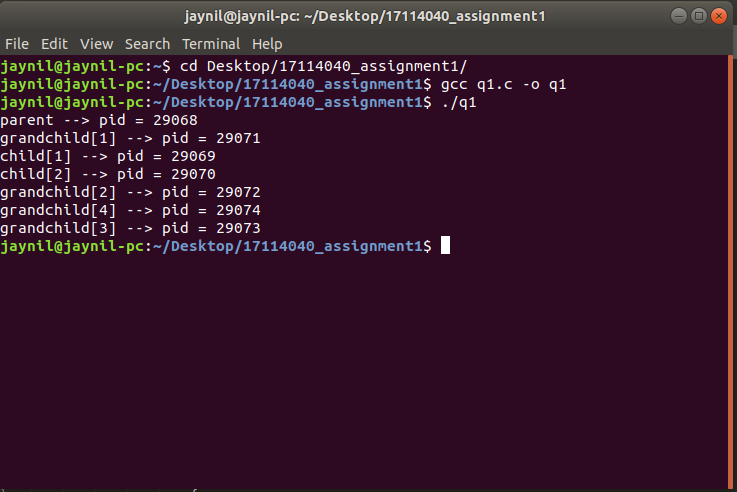 jaynil@jaynil-pc: ~/Desktop/17114040_assignment1
File Edit View Search Terminal Help
jaynil@jaynil-pc:~$ cd Desktop/17114040_assignment1/
jaynil@jaynil-pc:~/Desktop/17114040_assignment1$ gcc q1.c -o q1
jaynil@jaynil-pc:~/Desktop/17114040_assignment1$ ./q1
parent --> pid = 29068
grandchild[1] --> pid = 29071
child[1] --> pid = 29069
child[2] --> pid = 29070
grandchild[2] --> pid = 29072
grandchild[4] --> pid = 29074
grandchild[3] --> pid = 29073
jaynil@jaynil-pc:~/Desktop/17114040_assignment1$